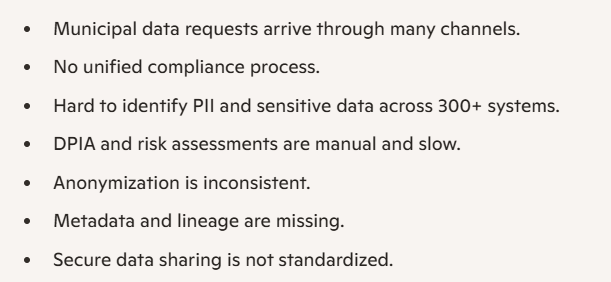 • Municipal data requests arrive through many channels.
• No unified compliance process.
• Hard to identify PII and sensitive data across 300+ systems.
• DPIA and risk assessments are manual and slow.
• Anonymization is inconsistent.
• Metadata and lineage are missing.
• Secure data sharing is not standardized.